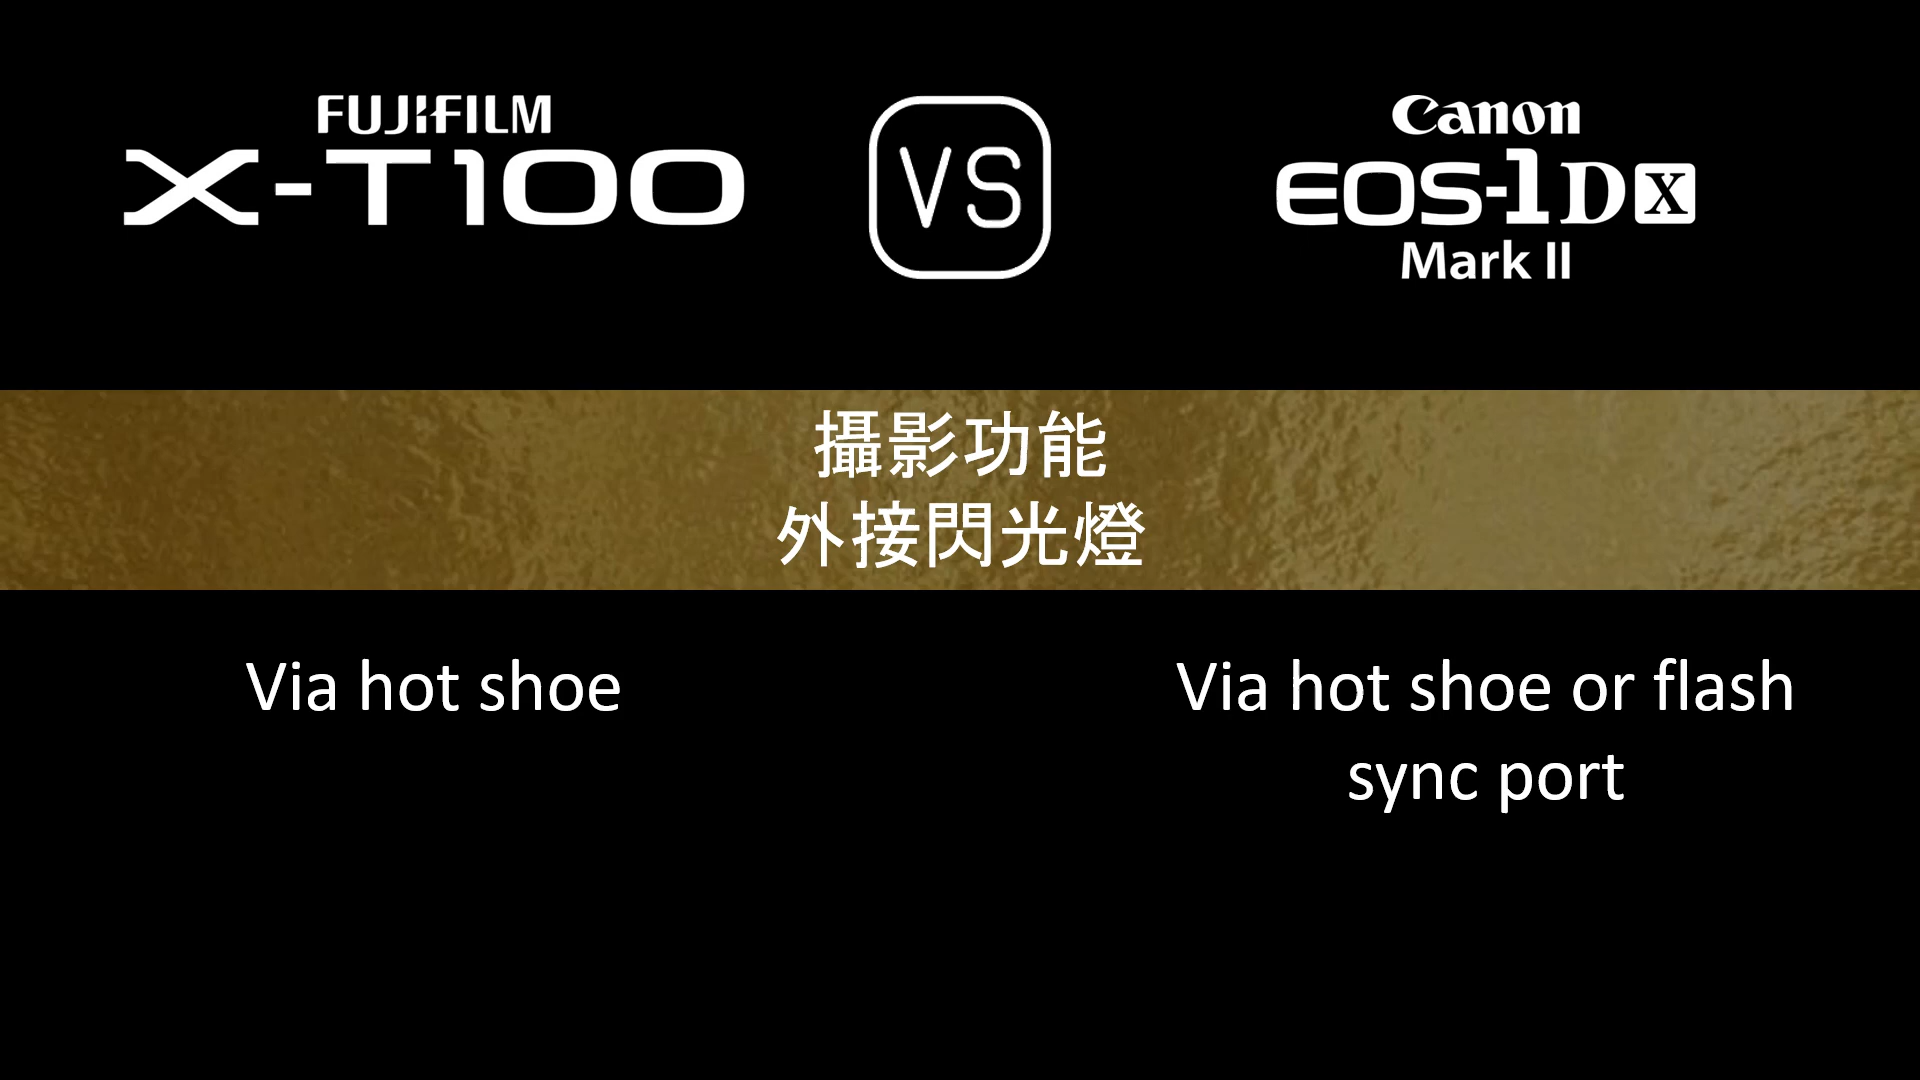 FUJIFILM
X-T100
VS
Canon
EOS-1DX
Mark II
攝影功能
外接閃光燈
Via hot shoe
Via hot shoe or flash
sync port